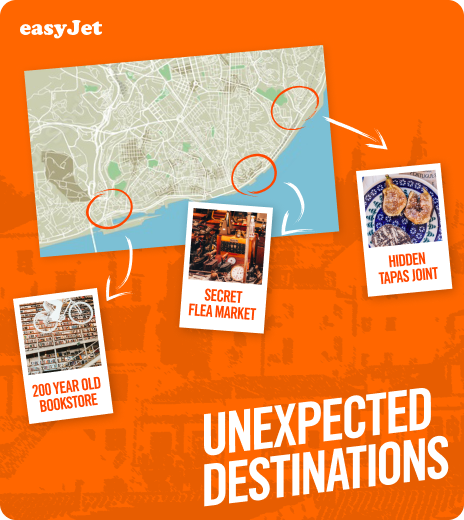 easyJet
HIDDEN
TAPAS JOINT
SECRET
FLEA MARKET
200 YEAR OLD
BOOKSTORE
UNEXPECTED
DESTINATIONS